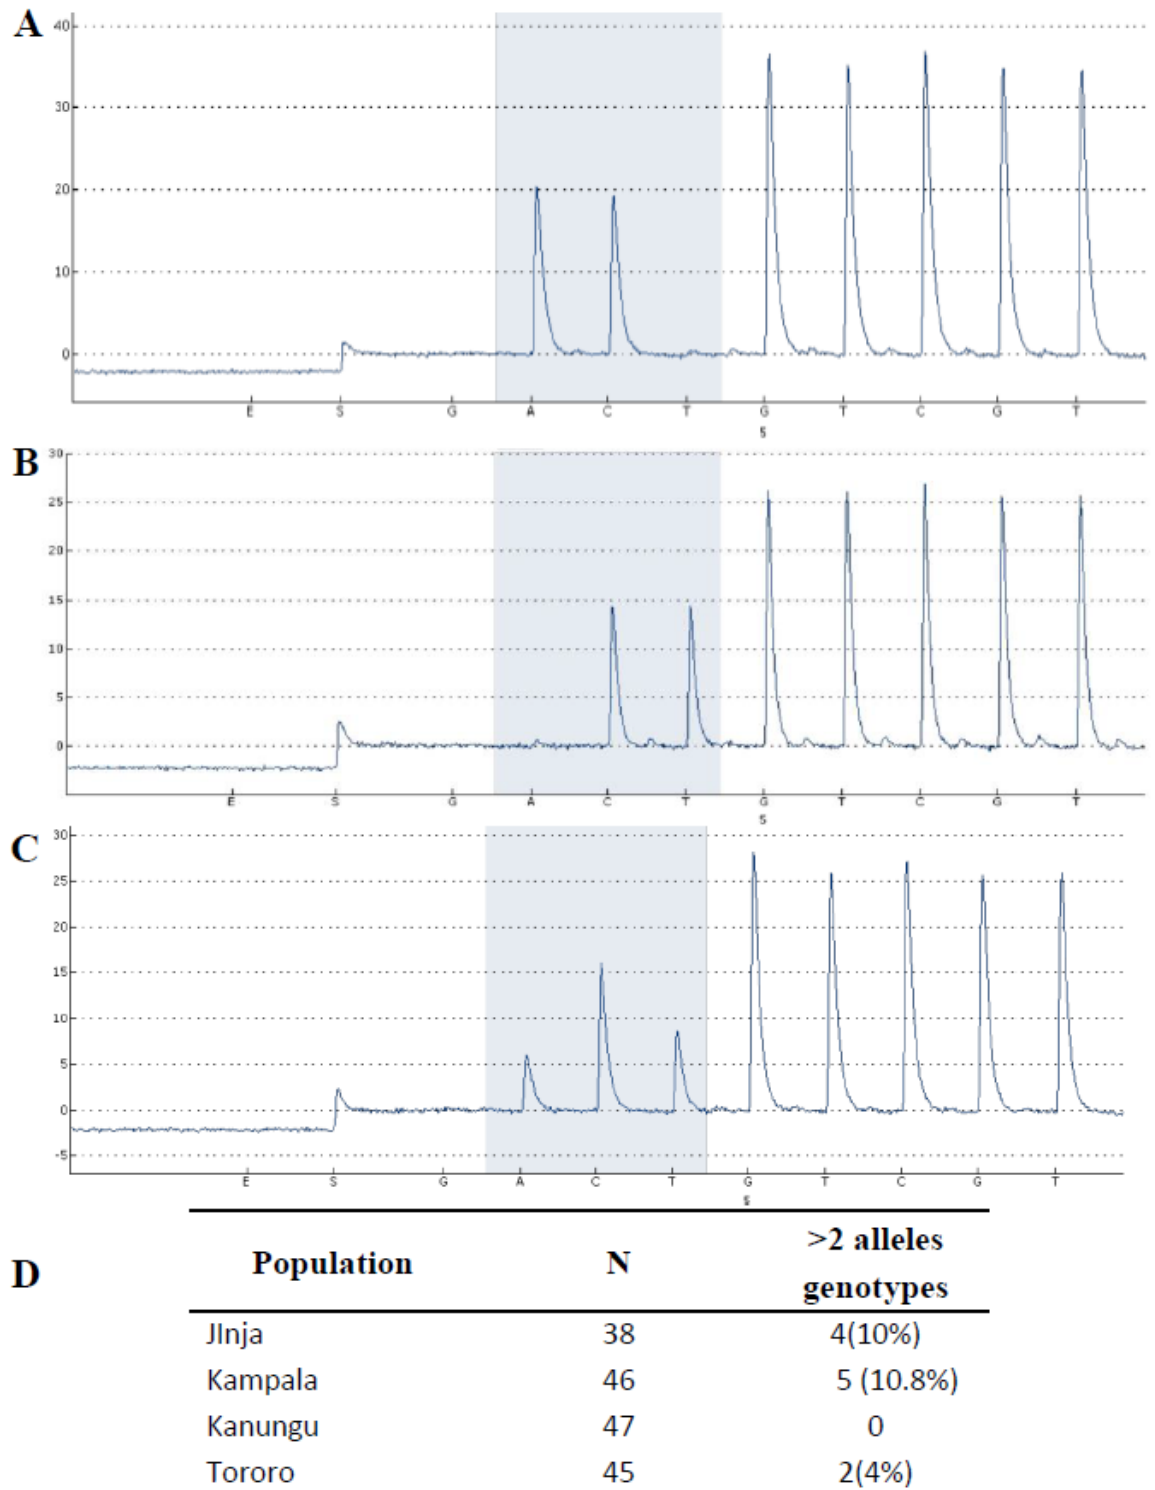 A
40
30
20
10
0
E S G A C T G T C G T
5
B
30
25
20
15
10
5
0
E S G A C T G T C G T
5
C
30
25
20
15
10
5
0
-5
E S G A C T G T C G T
5
D
Population N >2 alleles
genotypes
JInja 38 4(10%)
Kampala 46 5 (10.8%)
Kanungu 47 0
Tororo 45 2(4%)